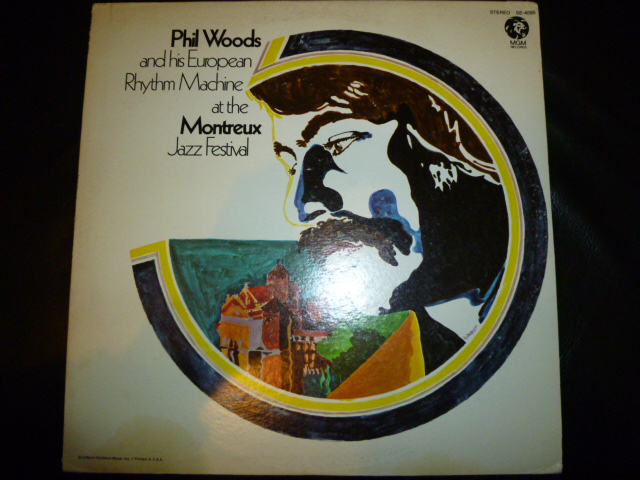 Phil Woods
and his European
Rhythm Machine
at the
Montreux
Jazz Festival
STEREO
MGM
RECORDS